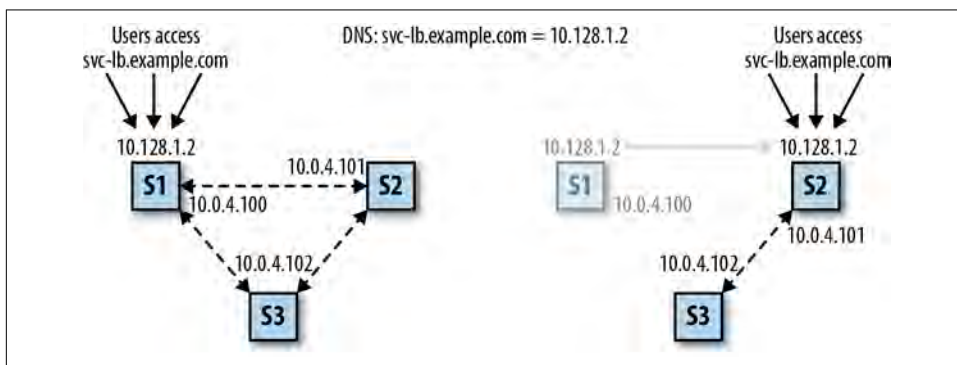 Users access
svc-lb.example.com
DNS: svc-lb.example.com = 10.128.1.2
Users access
svc-lb.example.com
10.128.1.2
10.0.4.101
S1
S2
10.0.4.100
10.0.4.102
S3
10.128.1.2
10.128.1.2
S1
S2
10.0.4.100
10.0.4.101
10.0.4.102
S3